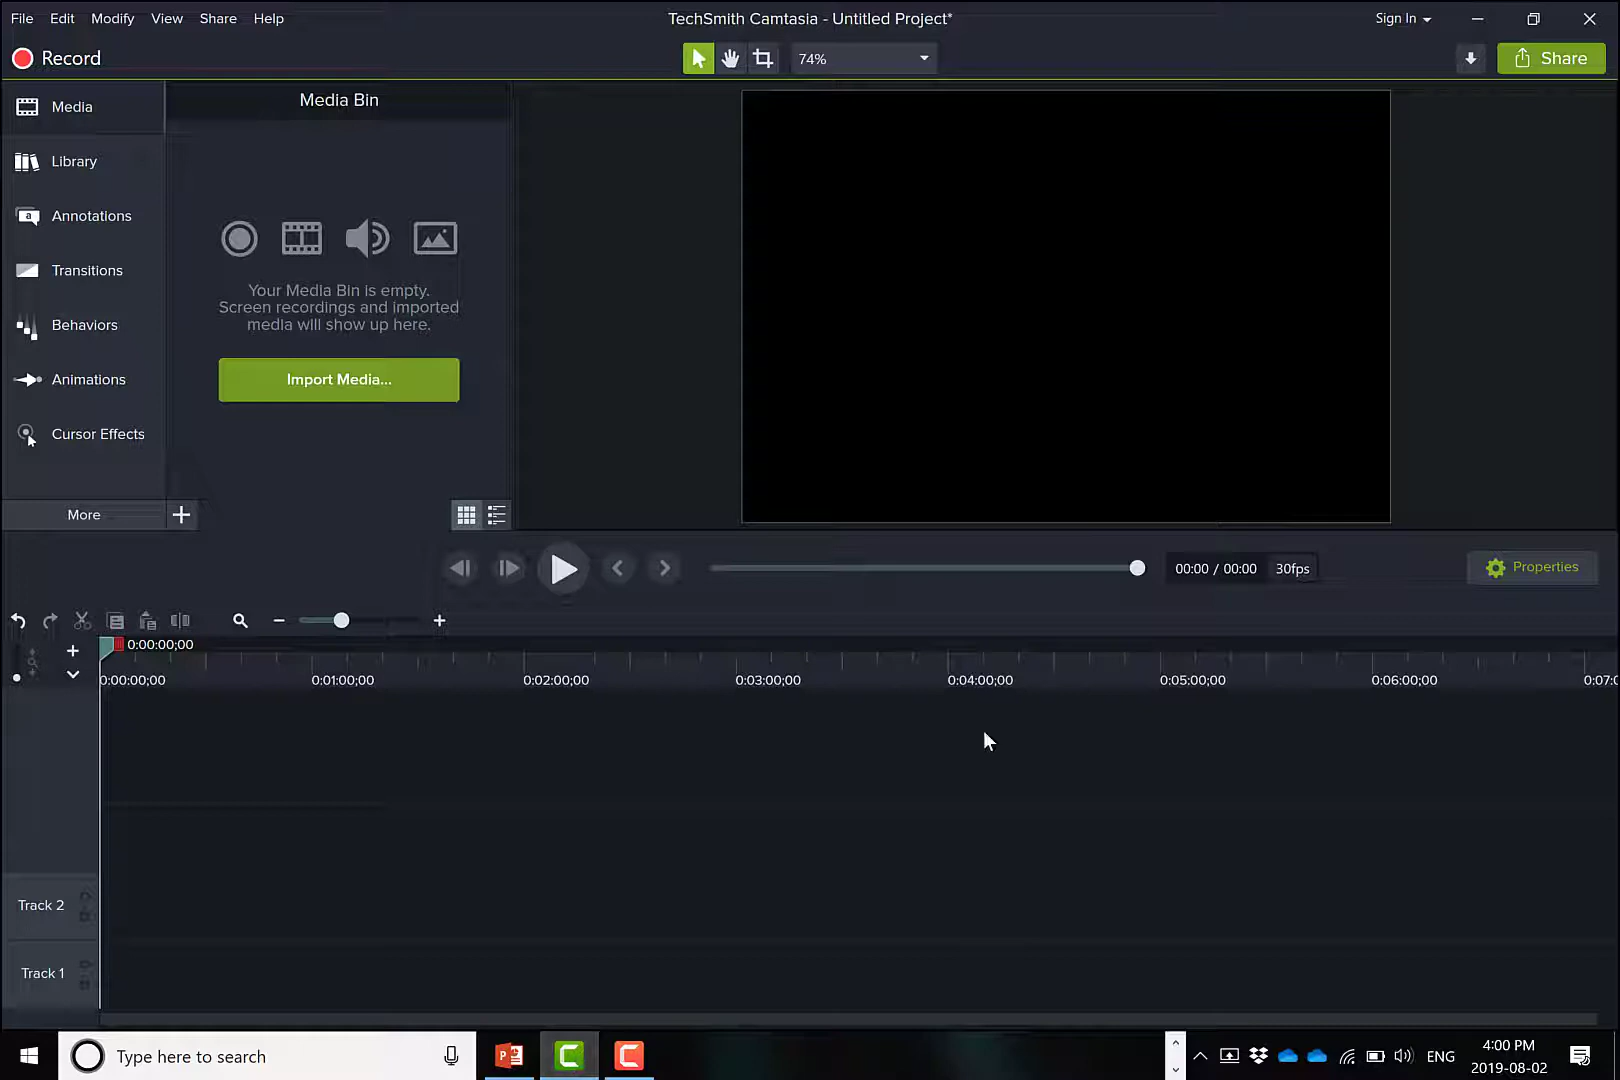 File Edit Modify View Share Help
TechSmith Camtasia - Untitled Project*
Sign In
Record
74%
Share
Media
Media Bin
Library
Annotations
Transitions
Behaviors
Animations
Cursor Effects
Your Media Bin is empty.
Screen recordings and imported
media will show up here.
Import Media...
More
00:00 / 00:00 30fps
Properties
0:00:00;00
0:00:00;00 0:01:00;00 0:02:00;00 0:03:00;00 0:04:00;00 0:05:00;00 0:06:00;00 0:07:0
Track 2
Track 1
Type here to search
ENG
4:00 PM
2019-08-02